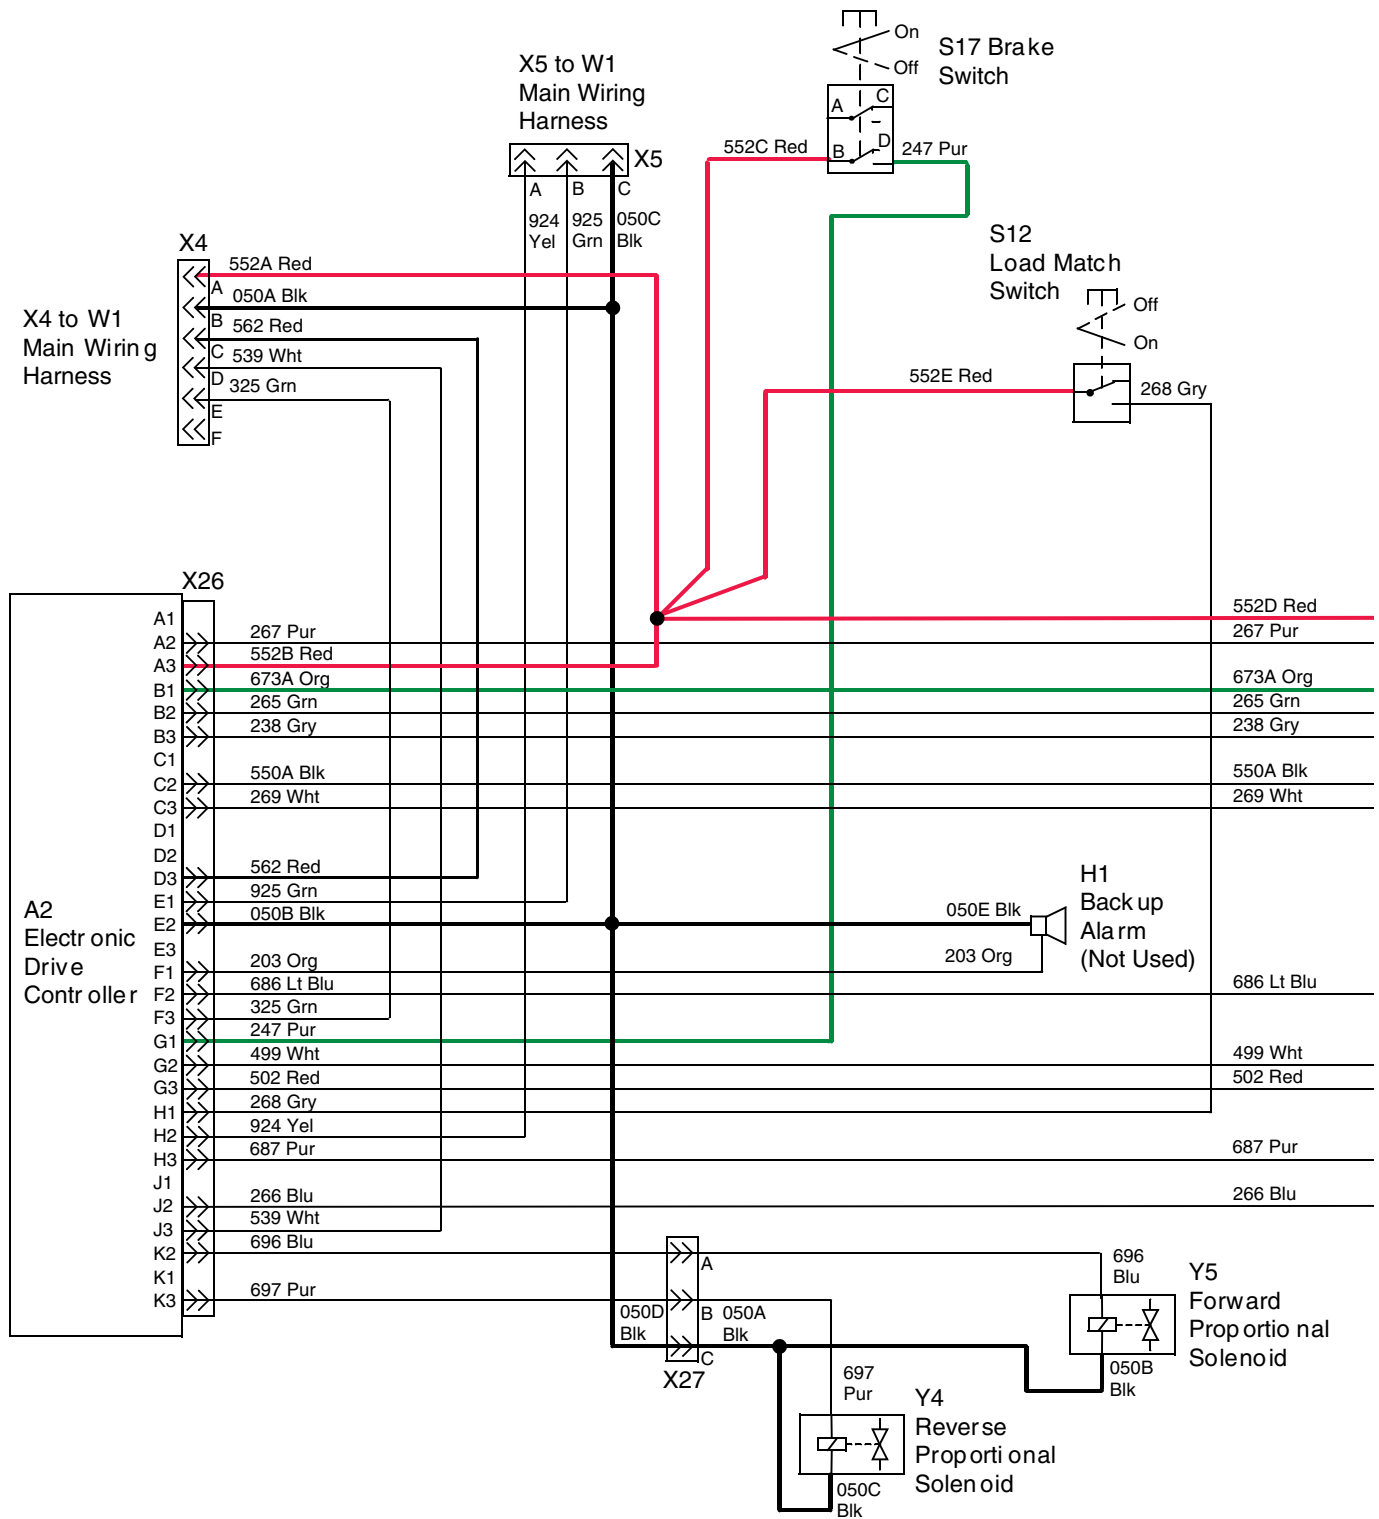 On
Off
S17 Brake
Switch
A
C
B
D
552C Red
247 Pur
X5 to W1
Main Wiring
Harness
X5
A
B
C
924
Yel
925
Grn
050C
Blk
S12
Load Match
Switch
Off
On
552E Red
268 Gry
X4
X4 to W1
Main Wiring
Harness
552A Red
A
050A Blk
B
562 Red
C
539 Wht
D
325 Grn
E
F
X26
A2
Electronic
Drive
Controller
A1
A2 267 Pur 267 Pur
552D Red
A3 552B Red
B1 673A Org 673A Org
B2 265 Grn 265 Grn
B3 238 Gry 238 Gry
C1
C2 550A Blk 550A Blk
C3 269 Wht 269 Wht
D1
D2
D3 562 Red
E1 925 Grn
E2 050B Blk 050E Blk
E3
F1 203 Org 203 Org
H1
Backup
Alarm
(Not Used)
F2 686 Lt Blu 686 Lt Blu
F3 325 Grn
G1 247 Pur
G2 499 Wht 499 Wht
G3 502 Red 502 Red
H1 268 Gry
H2 924 Yel
H3 687 Pur 687 Pur
J1
J2 266 Blu 266 Blu
J3 539 Wht
K2 696 Blu
K1
K3 697 Pur
A
B
C
X27
050D
Blk
050A
Blk
696
Blu
Y5
Forward
Proportional
Solenoid
050B
Blk
697
Pur
Y4
Reverse
Proportional
Solenoid
050C
Blk